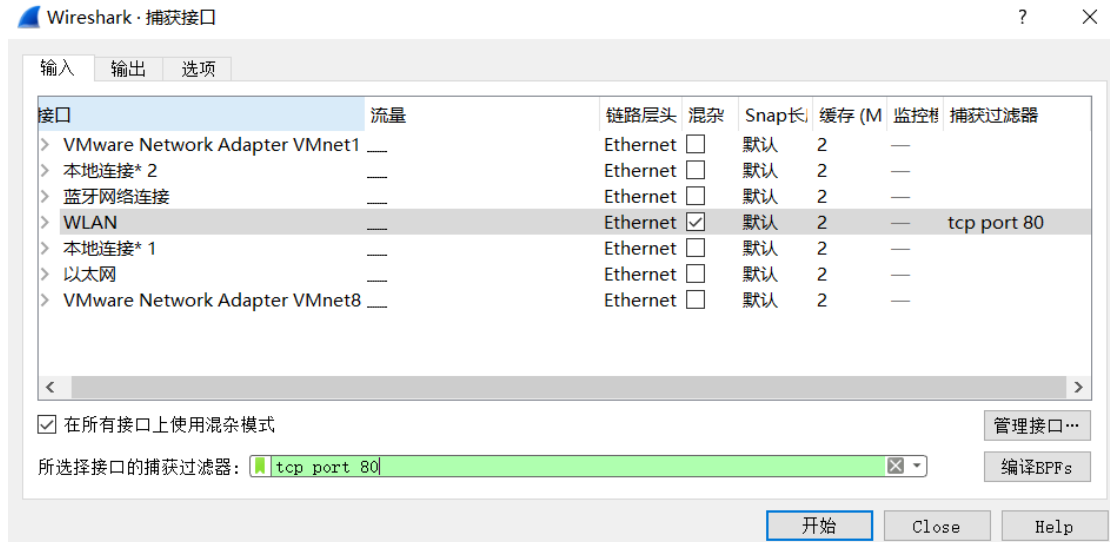 Wireshark · 捕获接口
输入 输出 选项
接口 流量 链路层头 混杂 Snap长 缓存 (M 监控模 捕获过滤器
VMware Network Adapter VMnet1 Ethernet 默认 2 —
本地连接* 2 Ethernet 默认 2 —
蓝牙网络连接 Ethernet 默认 2 —
WLAN Ethernet 默认 2 — tcp port 80
本地连接* 1 Ethernet 默认 2 —
以太网 Ethernet 默认 2 —
VMware Network Adapter VMnet8 Ethernet 默认 2 —
在所有接口上使用混杂模式 管理接口…
所选择接口的捕获过滤器: tcp port 80 编译BPFs
开始 Close Help